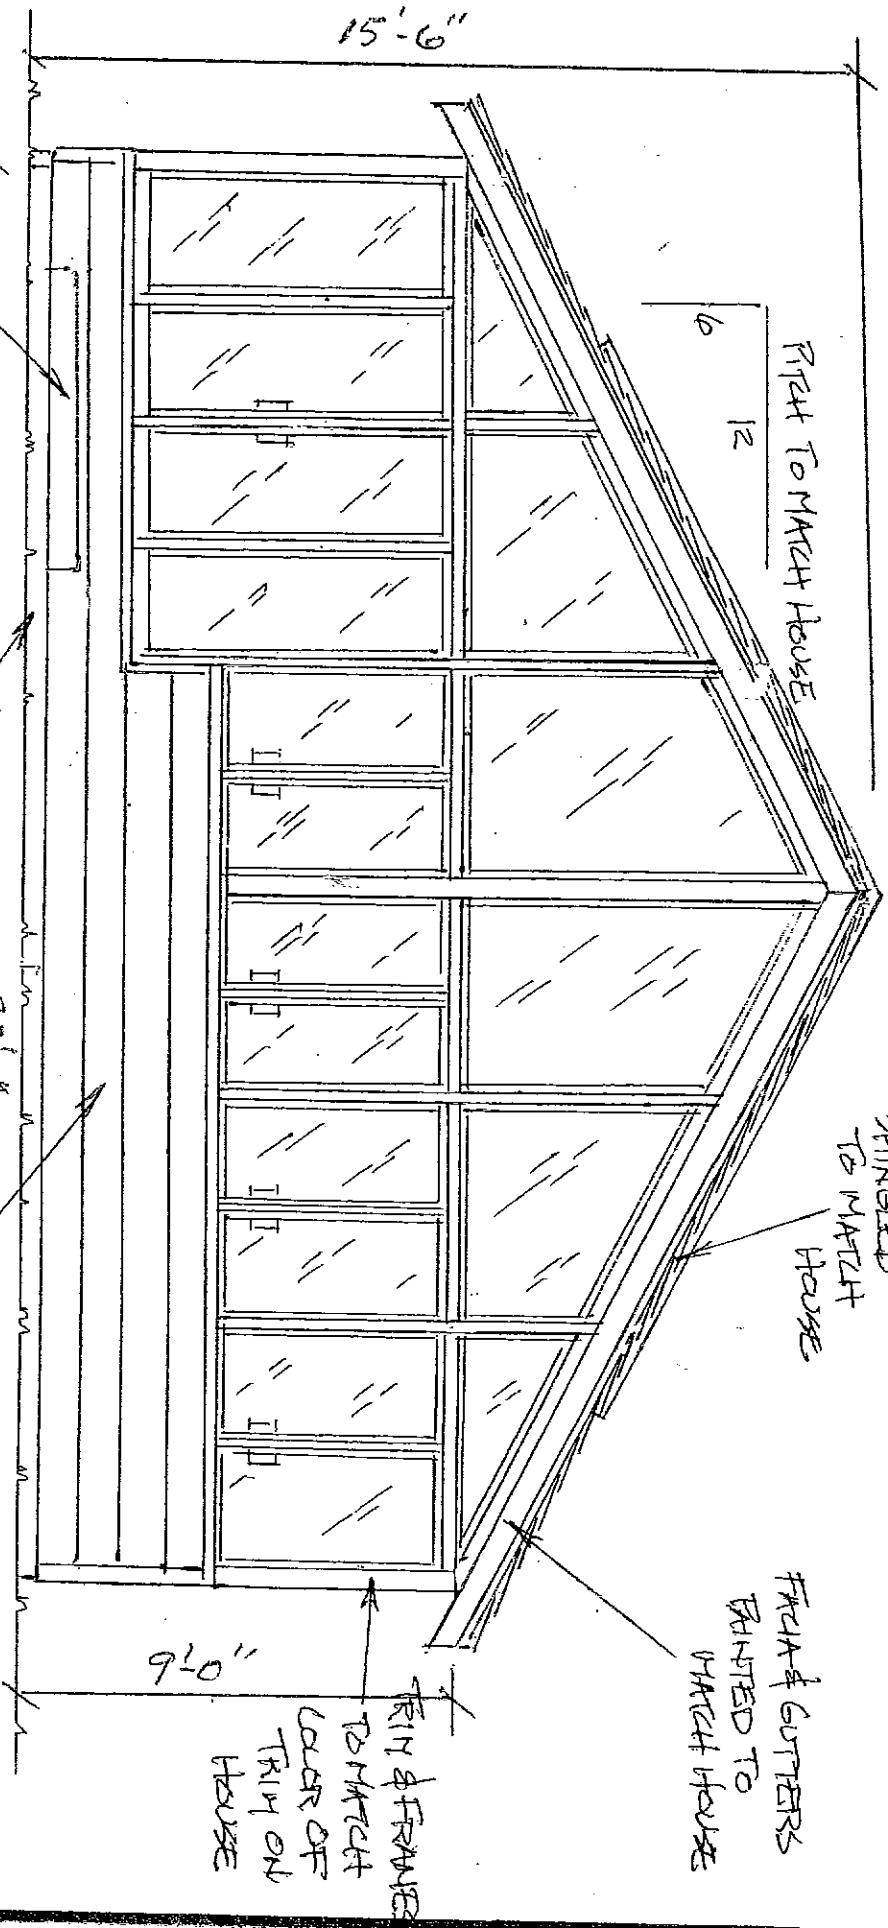 15'-6"
6
12
PITCH TO MATCH HOUSE
SHINGLED
TO MATCH
HOUSE
FACIA & GUTTERS
PAINTED TO
MATCH HOUSE
9'-0"
TRIM & FRAMES
TO MATCH
COLOR OF
TRIM ON
HOUSE